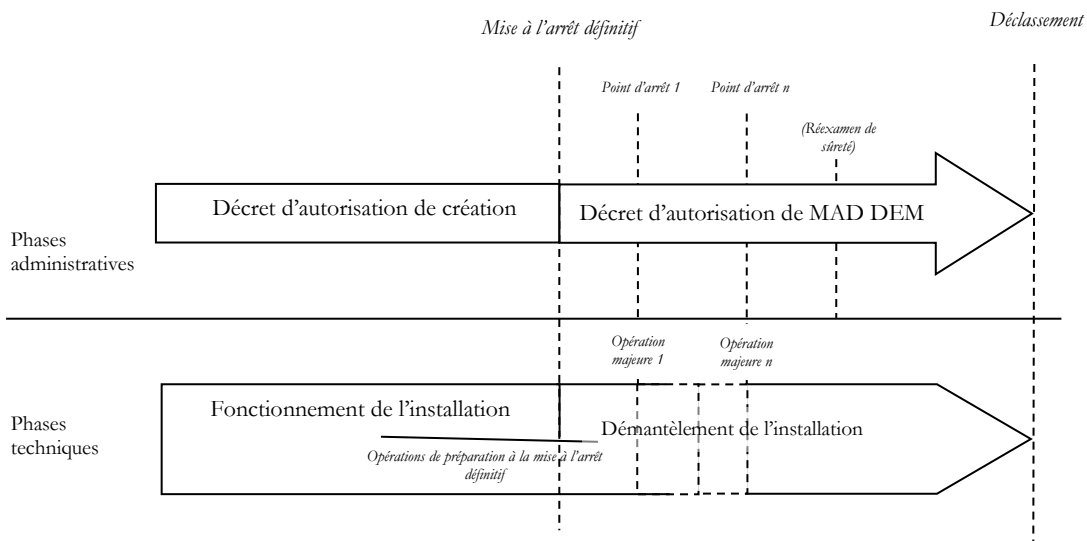 Mise à l'arrêt définitif
Déclassement
Point d'arrêt 1
Point d'arrêt n
(Réexamen de
sûreté)
Décret d'autorisation de création
Décret d'autorisation de MAD DEM
Phases
administratives
Opération
majeure 1
Opération
majeure n
Fonctionnement de l'installation
Phases
techniques
Démantèlement de l'installation
Opérations de préparation à la mise à l'arrêt
définitif